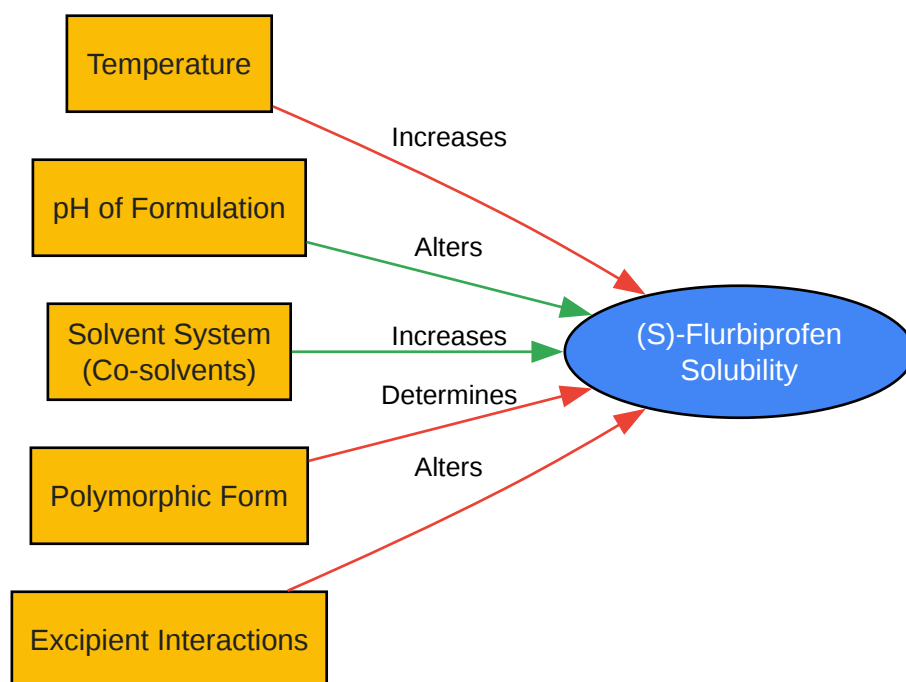 Temperature
Increases
pH of Formulation
Alters
Solvent System
(Co-solvents)
Increases
(S)-Flurbiprofen
Solubility
Determines
Polymorphic Form
Alters
Excipient Interactions